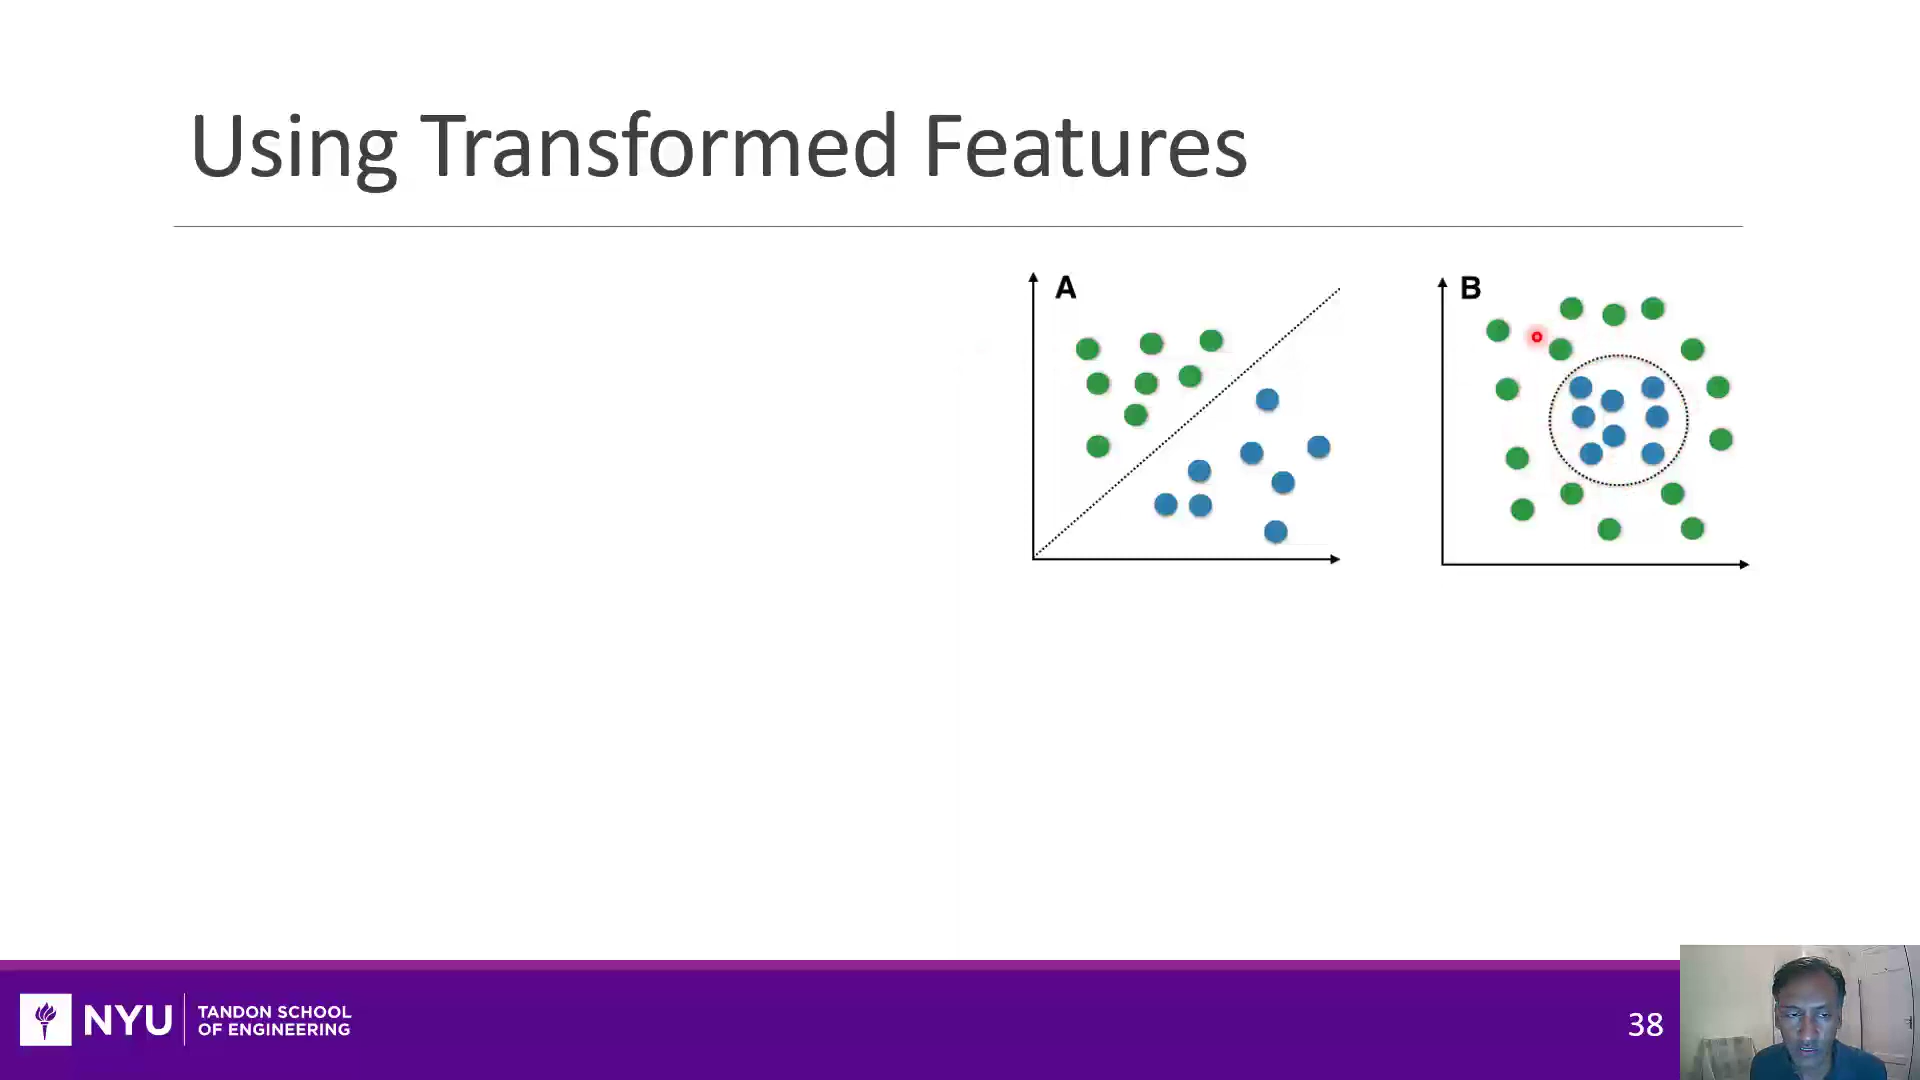 Using Transformed Features
A
B
NYU
TANDON SCHOOL
OF ENGINEERING
38